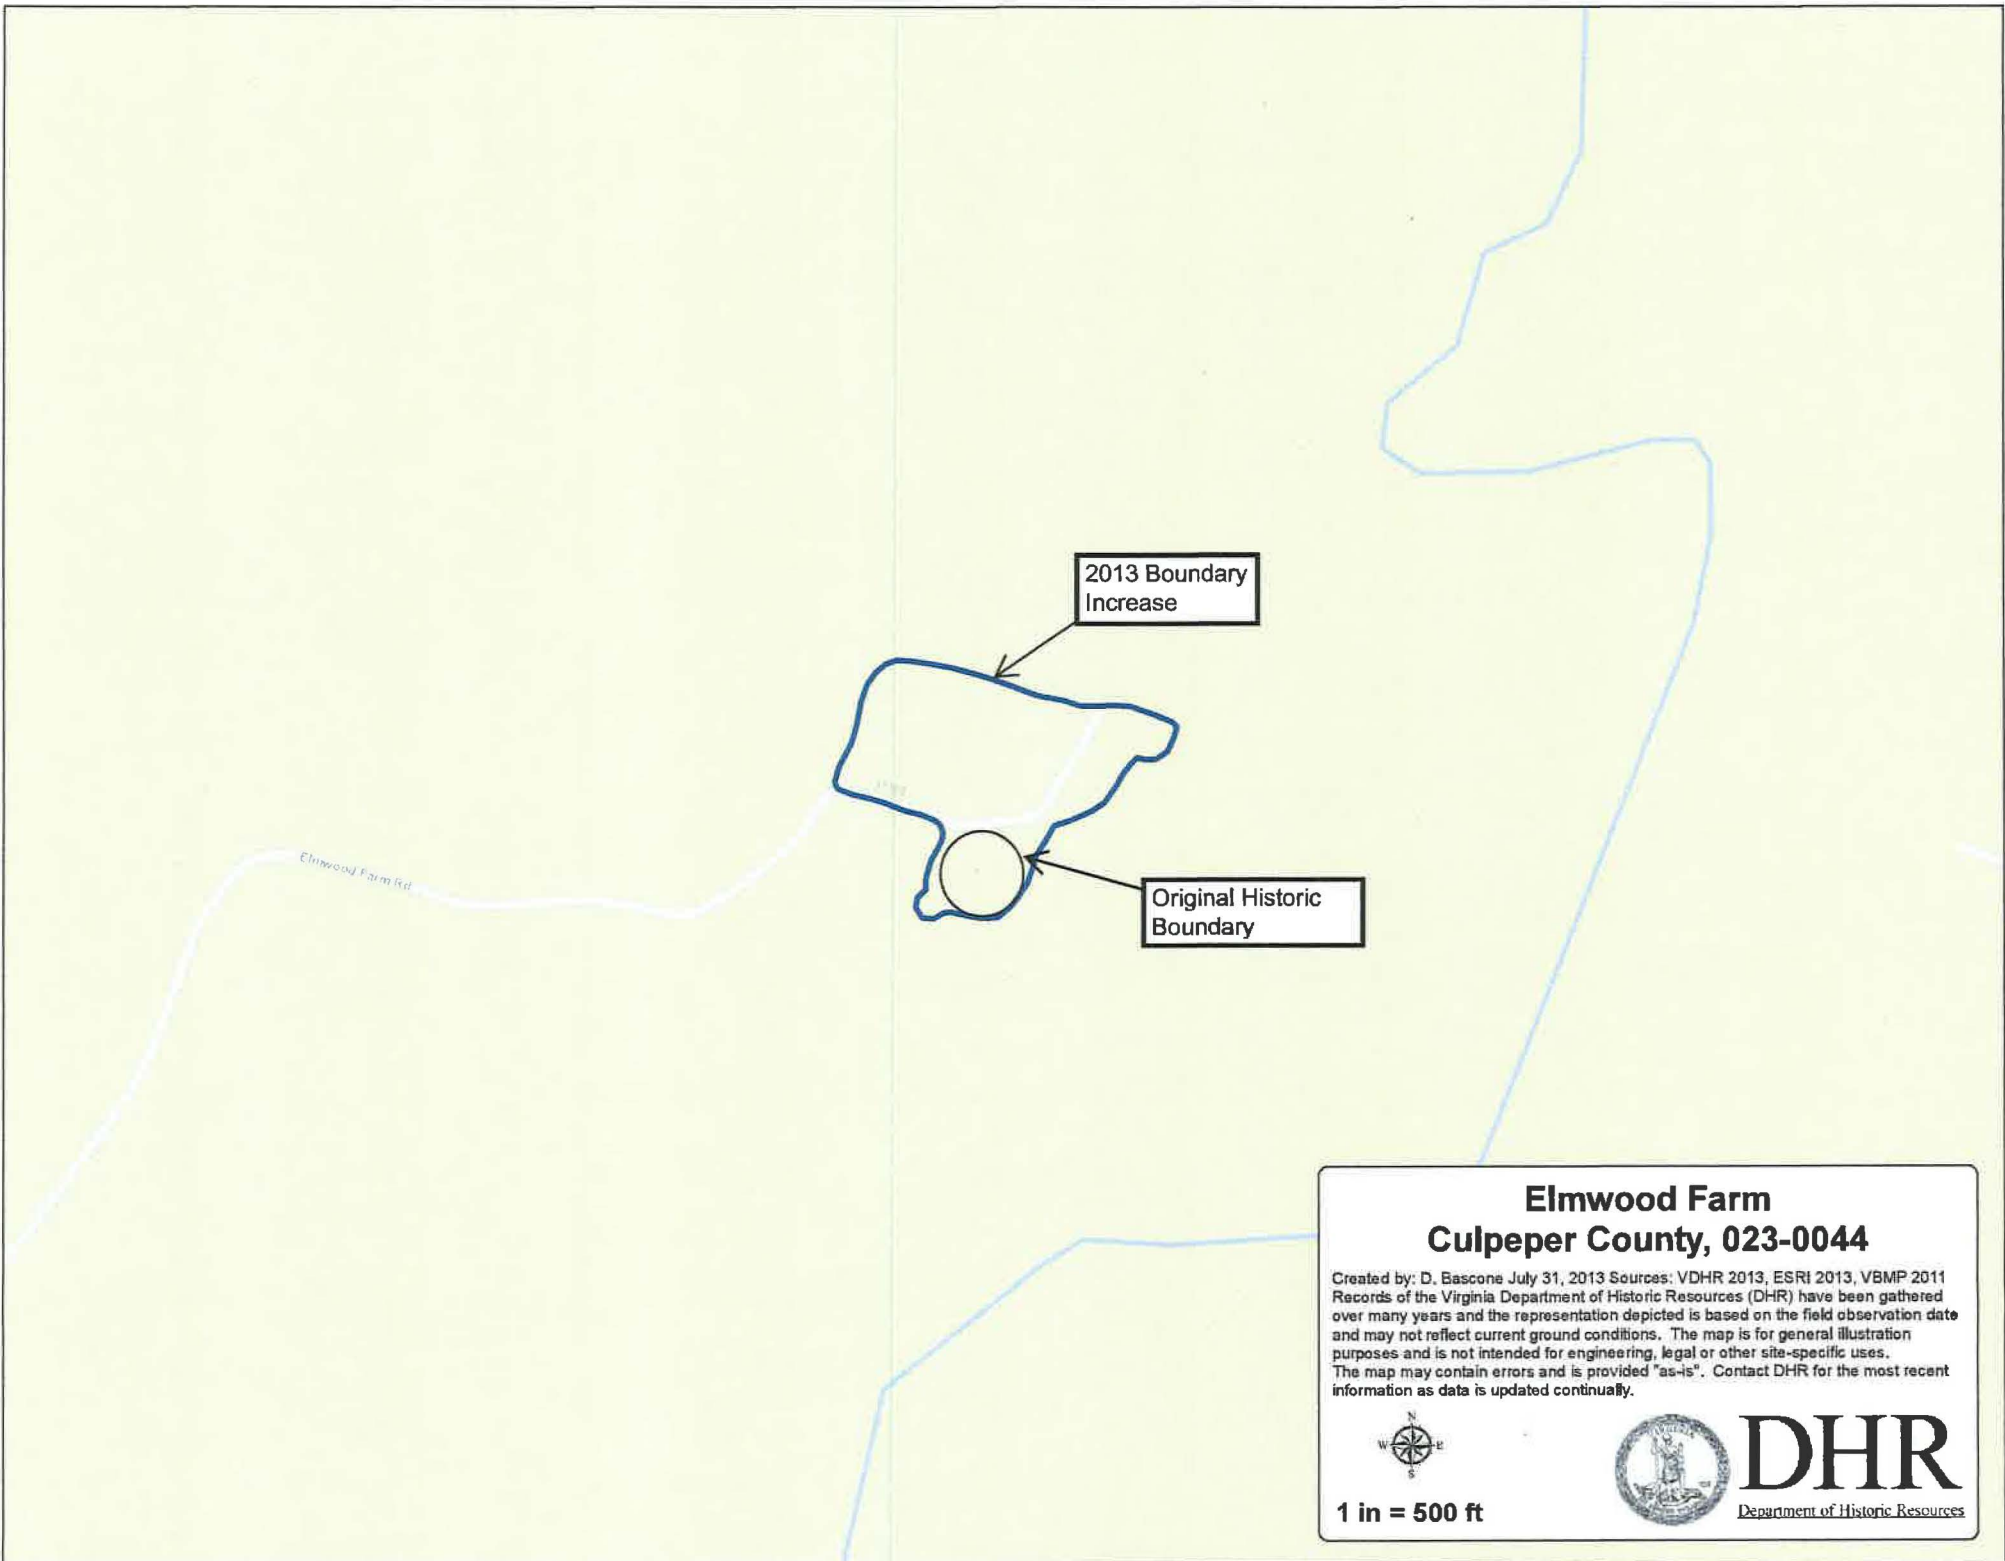 2013 Boundary
Increase
Elmwood Farm Rd
Original Historic
Boundary
Elmwood Farm
Culpeper County, 023-0044
Created by: D. Bascone July 31, 2013 Sources: VDHR 2013, ESRI 2013, VBMP 2011
Records of the Virginia Department of Historic Resources (DHR) have been gathered
over many years and the representation depicted is based on the field observation date
and may not reflect current ground conditions. The map is for general illustration
purposes and is not intended for engineering, legal or other site-specific uses.
The map may contain errors and is provided "as-is". Contact DHR for the most recent
information as data is updated continually.
N
W E
S
1 in = 500 ft
VIRGINIA
DHR
Department of Historic Resources